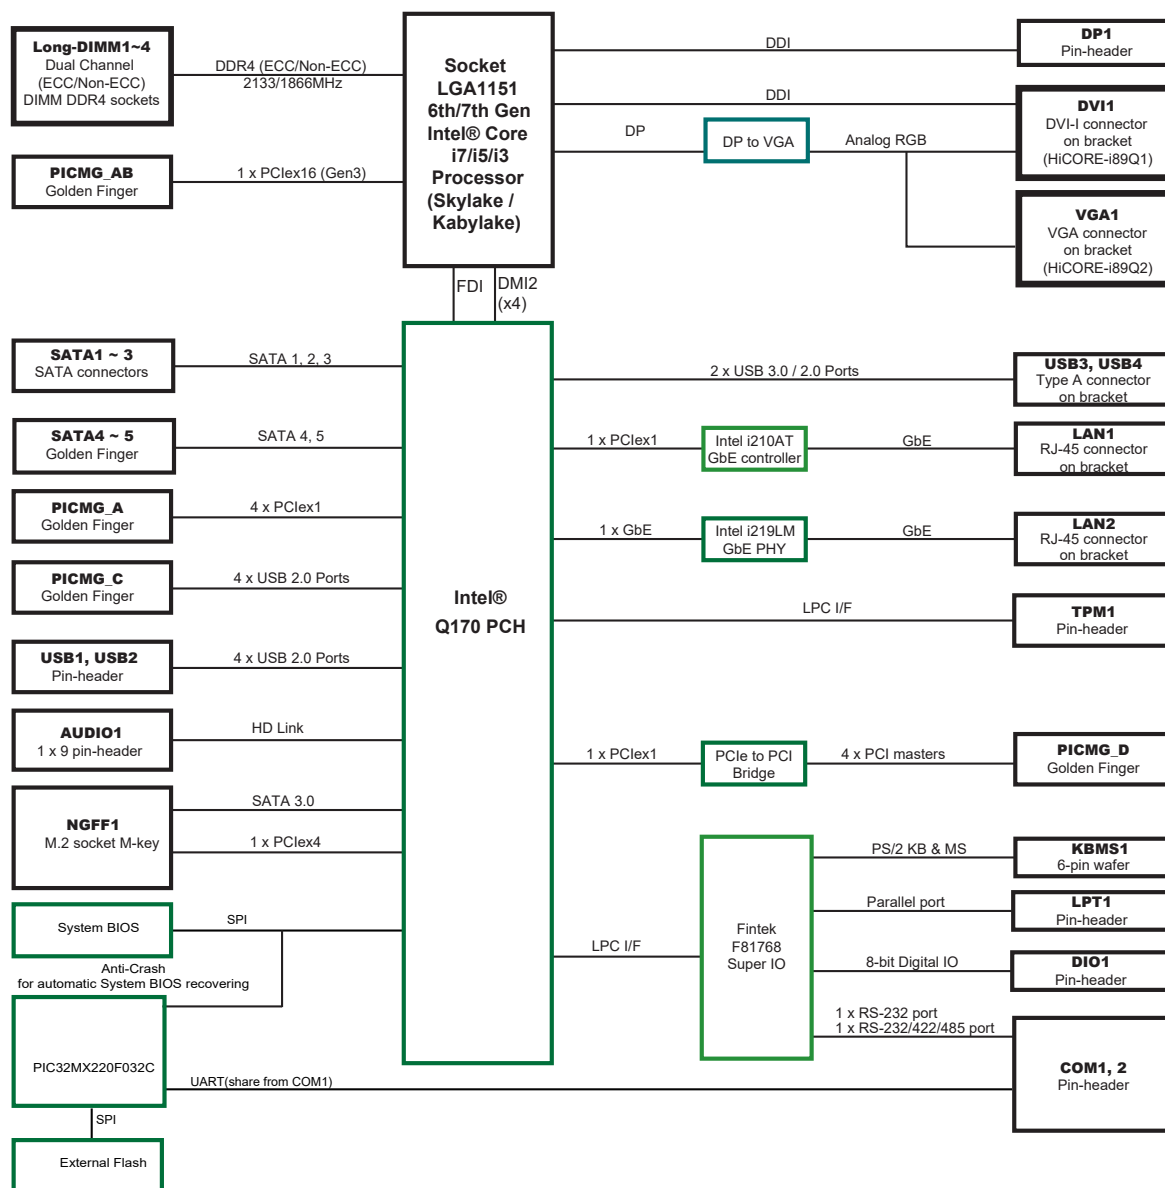 Long-DIMM1~4
Dual Channel
(ECC/Non-ECC)
DIMM DDR4 sockets
DDR4 (ECC/Non-ECC)
2133/1866MHz
PICMG_AB
Golden Finger
1 x PCIex16 (Gen3)
Socket
LGA1151
6th/7th Gen
Intel® Core
i7/i5/i3
Processor
(Skylake /
Kabylake)
DDI
DP1
Pin-header
DDI
DP
DP to VGA
Analog RGB
DVI1
DVI-I connector
on bracket
(HiCORE-i89Q1)
VGA1
VGA connector
on bracket
(HiCORE-i89Q2)
FDI
DMI2
(x4)
SATA1 ~ 3
SATA connectors
SATA 1, 2, 3
SATA4 ~ 5
Golden Finger
SATA 4, 5
PICMG_A
Golden Finger
4 x PCIex1
PICMG_C
Golden Finger
4 x USB 2.0 Ports
USB1, USB2
Pin-header
4 x USB 2.0 Ports
AUDIO1
1 x 9 pin-header
HD Link
NGFF1
M.2 socket M-key
SATA 3.0
1 x PCIex4
System BIOS
SPI
Anti-Crash
for automatic System BIOS recovering
PIC32MX220F032C
UART(share from COM1)
SPI
External Flash
Intel®
Q170 PCH
2 x USB 3.0 / 2.0 Ports
USB3, USB4
Type A connector
on bracket
1 x PCIex1
Intel i210AT
GbE controller
GbE
LAN1
RJ-45 connector
on bracket
1 x GbE
Intel i219LM
GbE PHY
GbE
LAN2
RJ-45 connector
on bracket
LPC I/F
TPM1
Pin-header
1 x PCIex1
PCIe to PCI
Bridge
4 x PCI masters
PICMG_D
Golden Finger
LPC I/F
Fintek
F81768
Super IO
PS/2 KB & MS
KBMS1
6-pin wafer
Parallel port
LPT1
Pin-header
8-bit Digital IO
DIO1
Pin-header
1 x RS-232 port
1 x RS-232/422/485 port
COM1, 2
Pin-header